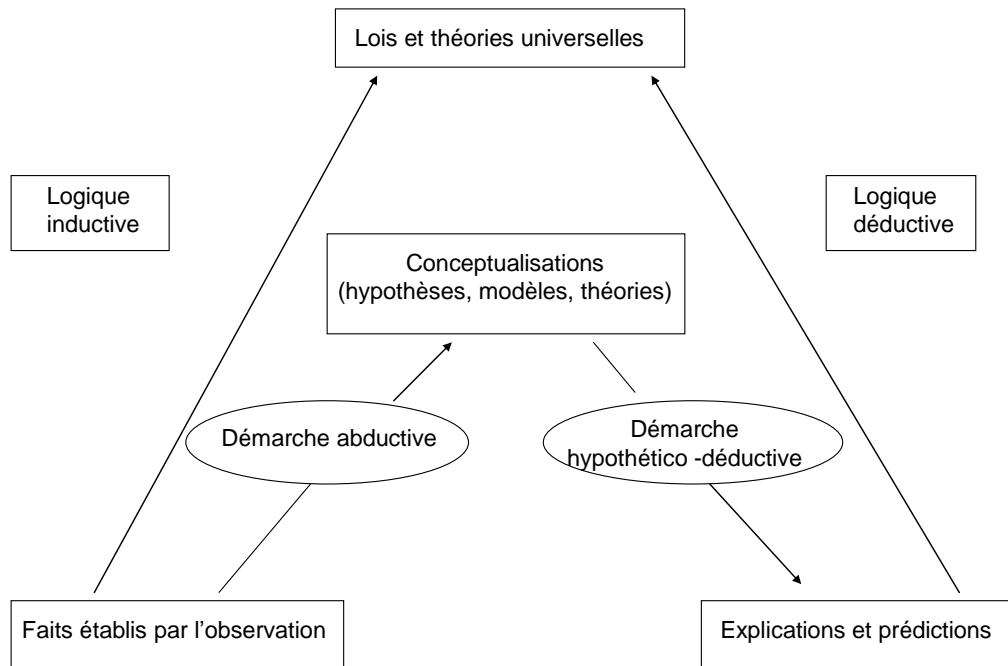 Lois et théories universelles
Logique
inductive
Logique
déductive
Conceptualisations
(hypothèses, modèles, théories)
Démarche abductive
Démarche
hypothético -déductive
Faits établis par l’observation
Explications et prédictions